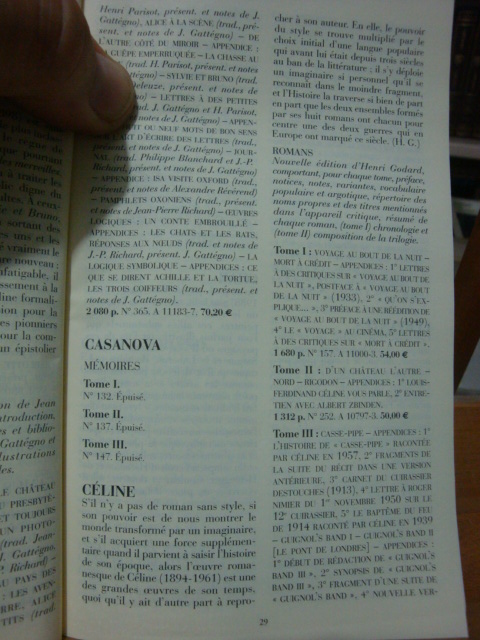 Henri Parisot, présent. et notes de J.
Gattégno), ALICE À LA SCÈNE (trad., pré-
sent. et notes de J. Gattégno) – DE
L'AUTRE CÔTÉ DU MIROIR – APPENDICE :
GUÊPE EMPERRUQUÉE – LA CHASSE AU
(trad. H. Parisot, présent. et notes
Gattégno) – SYLVIE ET BRUNO (trad.
Deleuze, présent. et notes
– LETTRES À DES PETITES
trad. J. Gattégno et H. Parisot,
notes de J. Gattégno) – APPEN-
OU NEUF MOTS DE BON SENS
D'ÉCRIRE DES LETTRES (trad.,
et notes de J. Gattégno) – JOUR-
NAL (trad. Philippe Blanchard et J.-P.
Richard, présent. et notes de J. Gattégno)
– APPENDICE : ISA VISITE OXFORD (trad.
et notes de Alexandre Révérend)
– PAMPHLETS OXONIENS (trad., présent.
et notes de Jean-Pierre Richard) – ŒUVRES
LOGIQUES : UN CONTE EMBROUILLÉ –
APPENDICES : LES CHATS ET LES RATS,
RÉPONSES AUX NŒUDS (trad. et notes de
J.-P. Richard, présent. J. Gattégno) – LA
LOGIQUE SYMBOLIQUE – APPENDICES : CE
QUE SE DIRENT ACHILLE ET LA TORTUE,
LES TROIS COIFFEURS (trad., présent. et
notes de J. Gattégno).
2 080 p. N° 365. A 11183-7. 70,20 €
CASANOVA
MÉMOIRES
Tome I.
N° 132. Épuisé.
Tome II.
N° 137. Épuisé.
Tome III.
N° 147. Épuisé.
CÉLINE
S'il n'y a pas de roman sans style, si
son pouvoir est de nous montrer le
monde transformé par un imaginaire,
et s'il acquiert une force supplémen-
taire quand il parvient à saisir l'histoire
de son époque, alors l'œuvre roma-
nesque de Céline (1894-1961) est une
des grandes œuvres de son temps,
quoi qu'il y ait d'autre part à repro-
cher à son auteur. En elle, le pouvoir
du style se trouve multiplié par le
choix initial d'une langue populaire
qui avant lui était depuis trois siècles
au ban de la littérature ; il s'y déploie
un imaginaire si personnel qu'il se
reconnaît dans le moindre fragment,
et l'Histoire la traverse si bien de part
en part que les deux ensembles formés
par ses huit romans ont chacun pour
centre une des deux guerres qui en
Europe ont marqué ce siècle. (H. G.)
ROMANS
Nouvelle édition d'Henri Godard,
comportant, pour chaque tome, préface,
notices, notes, variantes, vocabulaire
populaire et argotique, répertoire des
noms propres et des titres mentionnés
dans l'appareil critique, résumé de
chaque roman, (tome I) chronologie et
(tome II) composition de la trilogie.
Tome I : VOYAGE AU BOUT DE LA NUIT –
MORT À CRÉDIT – APPENDICES : 1° LETTRES
À DES CRITIQUES SUR « VOYAGE AU BOUT
DE LA NUIT », POSTFACE À « VOYAGE AU BOUT
DE LA NUIT » (1933), 2° « QU'ON S'EX-
PLIQUE... », 3° PRÉFACE À UNE RÉÉDITION DE
« VOYAGE AU BOUT DE LA NUIT » (1949),
4° LE « VOYAGE » AU CINÉMA, 5° LETTRES
À DES CRITIQUES SUR « MORT À CRÉDIT ».
1 680 p. N° 157. A 11000-3. 54,00 €
Tome II : D'UN CHÂTEAU L'AUTRE –
NORD – RIGODON – APPENDICES : 1° LOUIS-
FERDINAND CÉLINE VOUS PARLE, 2° ENTRE-
TIEN AVEC ALBERT ZBINDEN.
1 312 p. N° 252. A 10797-3. 50,00 €
Tome III : CASSE-PIPE – APPENDICES : 1°
L'HISTOIRE DE « CASSE-PIPE » RACONTÉE
PAR CÉLINE EN 1957, 2° FRAGMENTS DE
LA SUITE DU RÉCIT DANS UNE VERSION
ANTÉRIEURE, 3° CARNET DU CUIRASSIER
DESTOUCHES (1913), 4° LETTRE À ROGER
NIMIER DU 1er NOVEMBRE 1950 SUR LE
12e CUIRASSIER, 5° LE BAPTÊME DU FEU
DE 1914 RACONTÉ PAR CÉLINE EN 1939
– GUIGNOL'S BAND I – GUIGNOL'S BAND II
[LE PONT DE LONDRES] – APPENDICES :
1° DÉBUT DE RÉDACTION DE « GUIGNOL'S
BAND III », 2° SYNOPSIS DE « GUIGNOL'S
BAND III », 3° FRAGMENT D'UNE SUITE DE
« GUIGNOL'S BAND », 4° NOUVELLE VER-
29